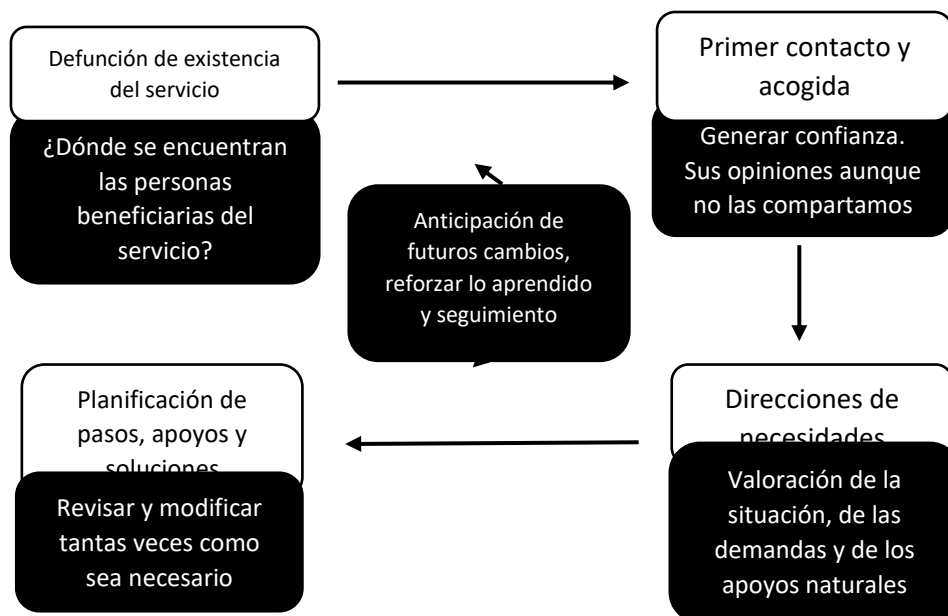 Defunción de existencia
del servicio
¿Dónde se encuentran
las personas
beneficiarias del
servicio?
Primer contacto y
acogida
Generar confianza.
Sus opiniones aunque
no las compartamos
Anticipación de
futuros cambios,
reforzar lo aprendido
y seguimiento
Planificación de
pasos, apoyos y
soluciones
Revisar y modificar
tantas veces como
sea necesario
Direcciones de
necesidades
Valoración de la
situación, de las
demandas y de los
apoyos naturales